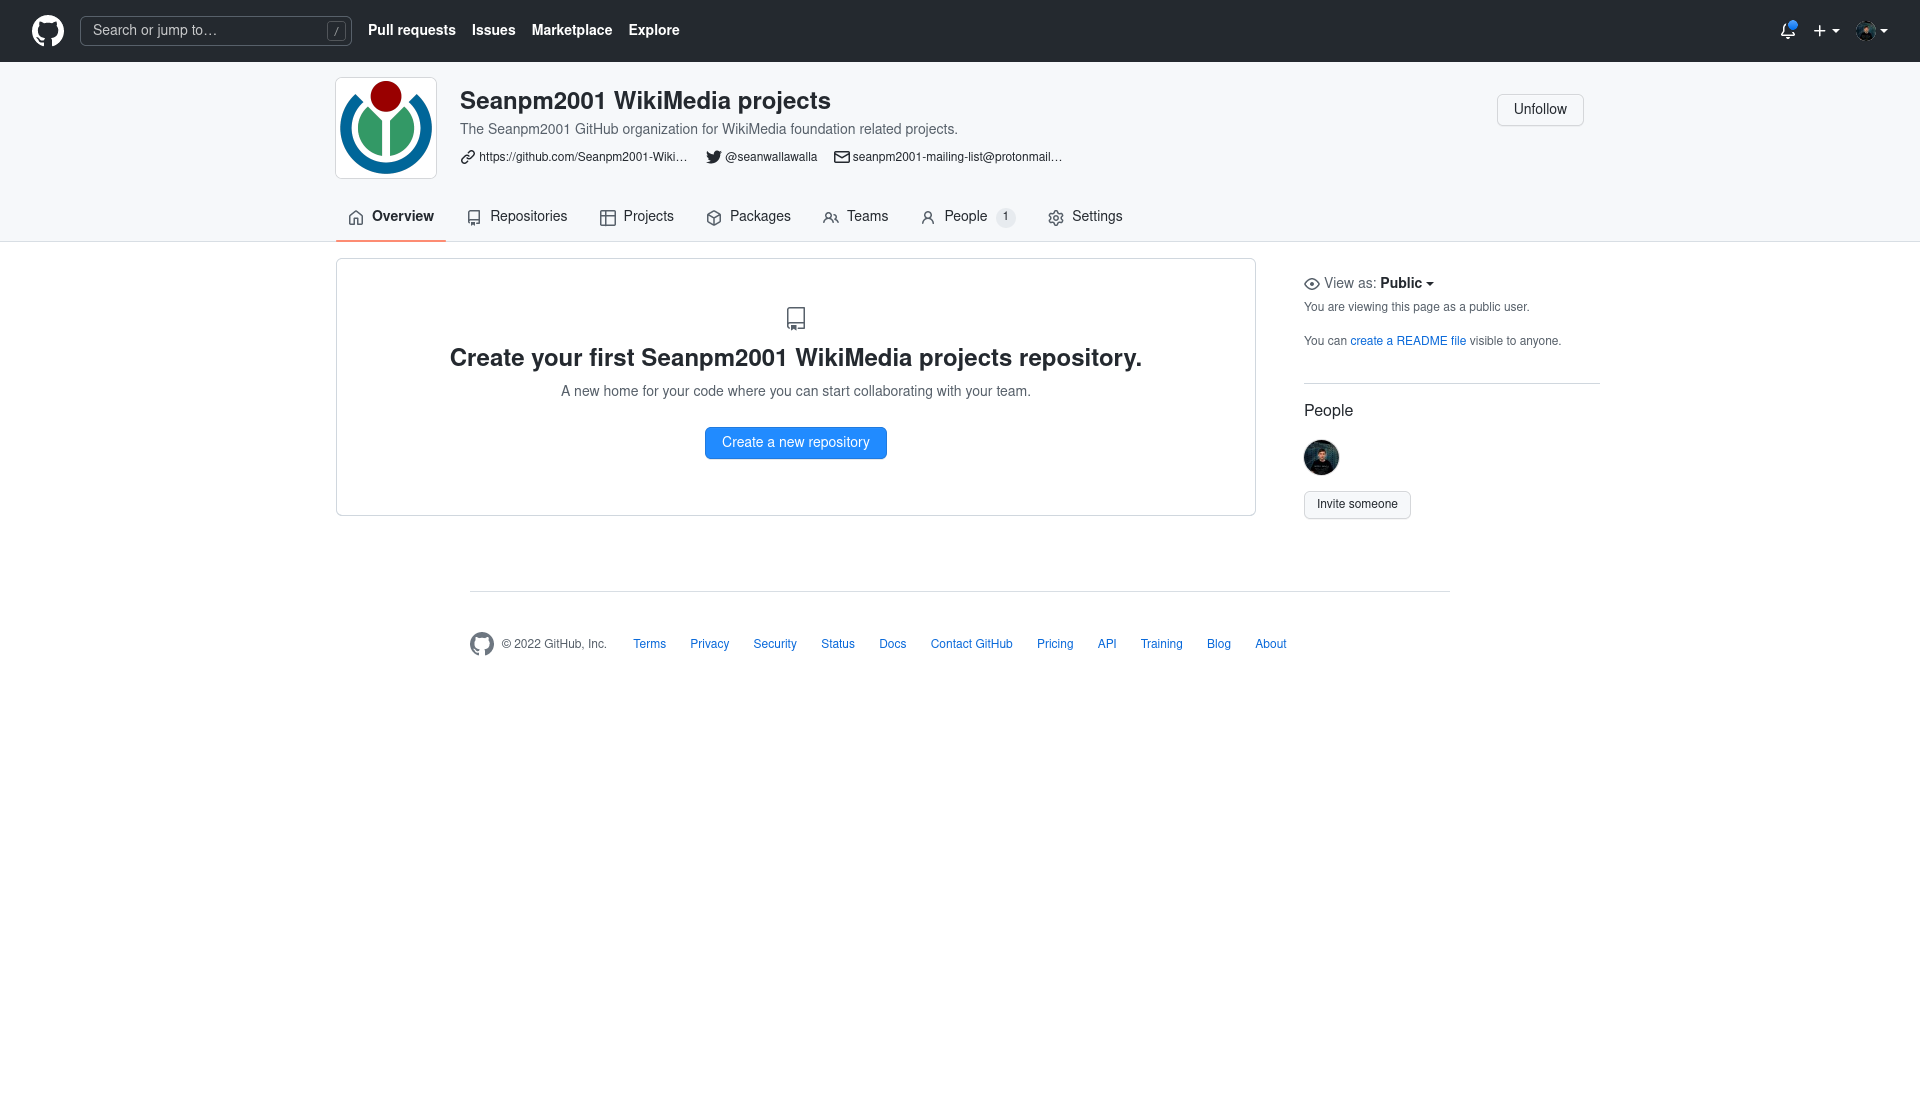 Search or jump to… / Pull requests Issues Marketplace Explore
Seanpm2001 WikiMedia projects
Unfollow
The Seanpm2001 GitHub organization for WikiMedia foundation related projects.
https://github.com/Seanpm2001-Wiki… @seanwallawalla seanpm2001-mailing-list@protonmail…
Overview Repositories Projects Packages Teams People 1 Settings
Create your first Seanpm2001 WikiMedia projects repository.
A new home for your code where you can start collaborating with your team.
Create a new repository
View as: Public
You are viewing this page as a public user.
You can create a README file visible to anyone.
People
Invite someone
© 2022 GitHub, Inc. Terms Privacy Security Status Docs Contact GitHub Pricing API Training Blog About